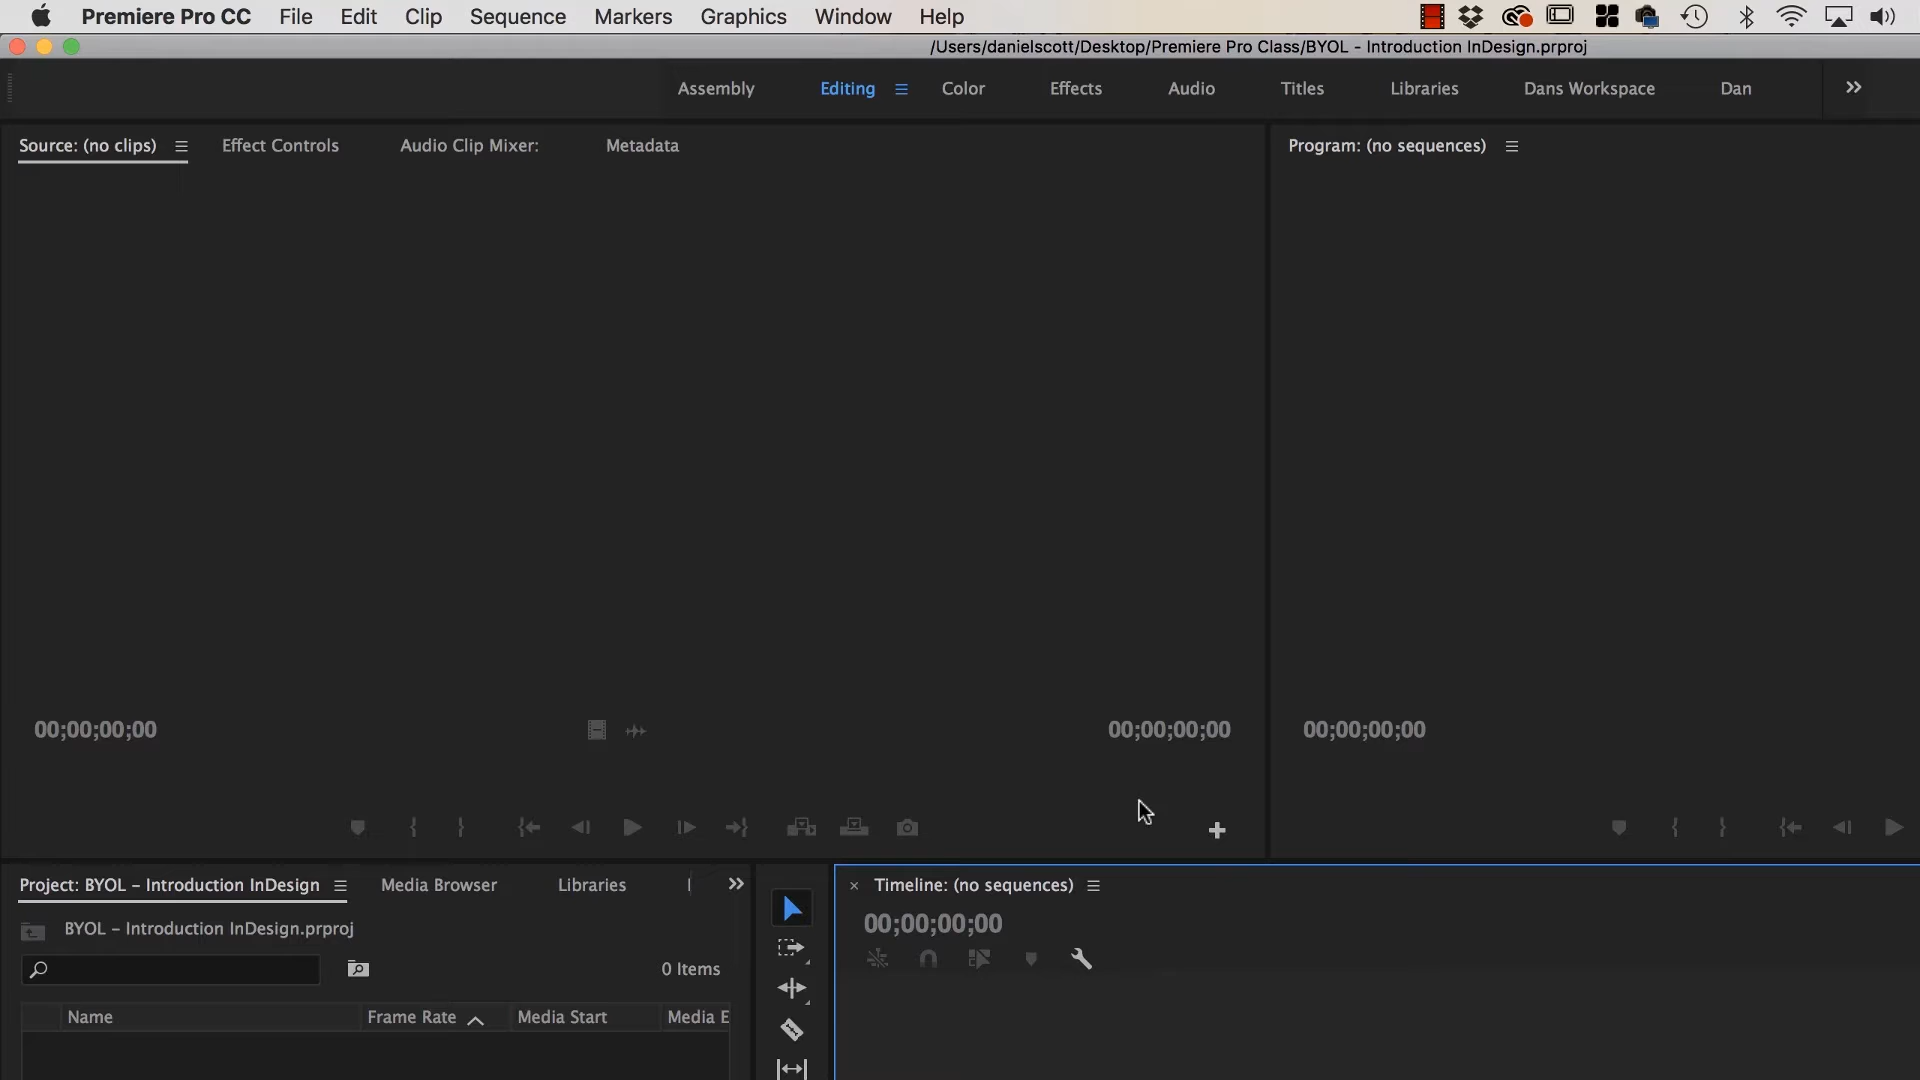 Premiere Pro CC File Edit Clip Sequence Markers Graphics Window Help
/Users/danielscott/Desktop/Premiere Pro Class/BYOL - Introduction InDesign.prproj
Assembly Editing Color Effects Audio Titles Libraries Dans Workspace Dan
Source: (no clips) Effect Controls Audio Clip Mixer: Metadata Program: (no sequences)
00;00;00;00 00;00;00;00 00;00;00;00
Project: BYOL - Introduction InDesign Media Browser Libraries Timeline: (no sequences)
00;00;00;00
BYOL - Introduction InDesign.prproj
0 Items
Name Frame Rate Media Start Media E